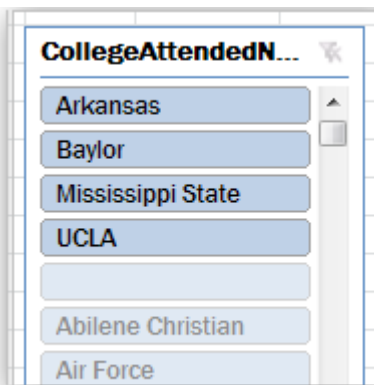 CollegeAttendedN...
Arkansas
Baylor
Mississippi State
UCLA
Abilene Christian
Air Force